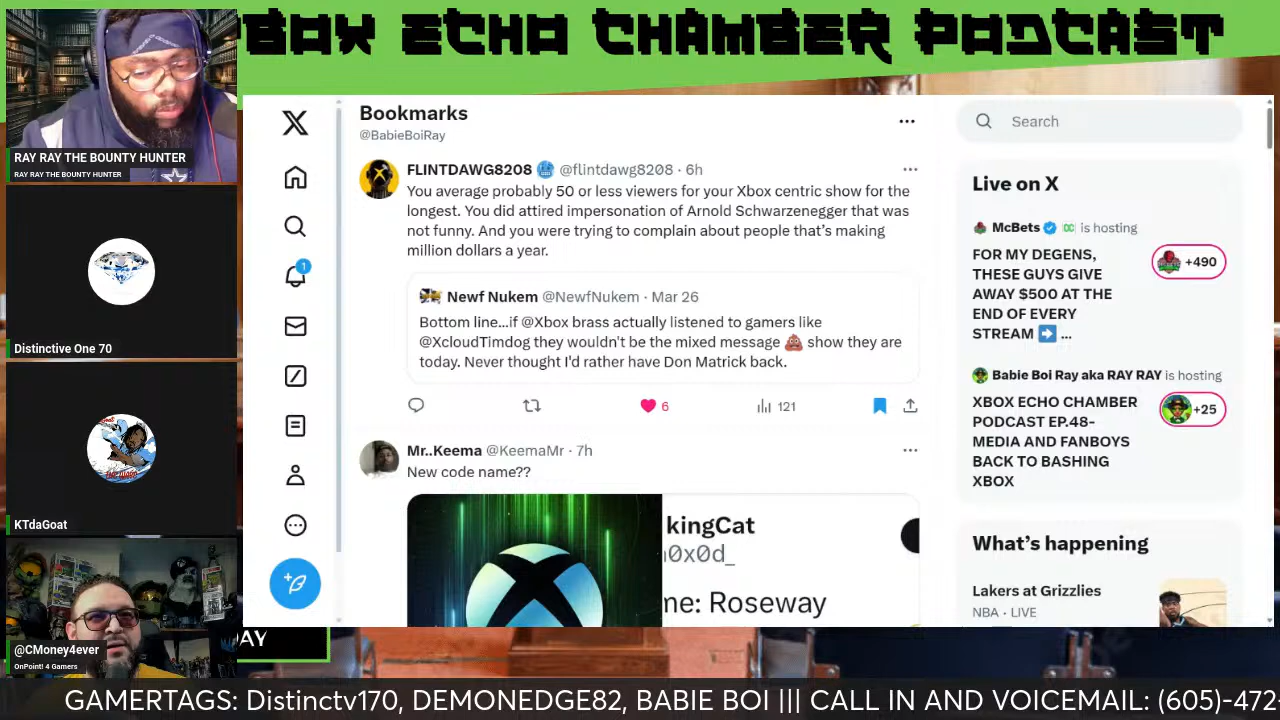 BOX ECHO CHAMBER PODCAST
RAY RAY THE BOUNTY HUNTER
RAY RAY THE BOUNTY HUNTER
Distinctive One 70
KTdaGoat
@CMoney4ever
OnPoint! 4 Gamers
Bookmarks
@BabieBoiRay
FLINTDAWG8208 @flintdawg8208 · 6h
You average probably 50 or less viewers for your Xbox centric show for the
longest. You did attired impersonation of Arnold Schwarzenegger that was
not funny. And you were trying to complain about people that's making
million dollars a year.
Newf Nukem @NewfNukem · Mar 26
Bottom line...if @Xbox brass actually listened to gamers like
@XcloudTimdog they wouldn't be the mixed message 💩 show they are
today. Never thought I'd rather have Don Matrick back.
6
121
Mr..Keema @KeemaMr · 7h
New code name??
kingCat
n0x0d_
me: Roseway
1
Search
Live on X
McBets is hosting
FOR MY DEGENS,
THESE GUYS GIVE
AWAY $500 AT THE
END OF EVERY
STREAM ➡️ ...
+490
Babie Boi Ray aka RAY RAY is hosting
XBOX ECHO CHAMBER
PODCAST EP.48-
MEDIA AND FANBOYS
BACK TO BASHING
XBOX
+25
What's happening
Lakers at Grizzlies
NBA · LIVE
AY
GAMERTAGS: Distinctv170, DEMONEDGE82, BABIE BOI ||| CALL IN AND VOICEMAIL: (605)-472